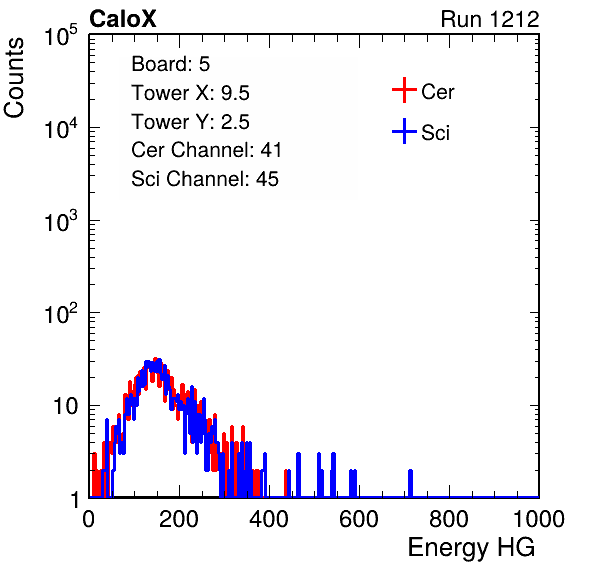 CaloX Run 1212
Counts
10^5
10^4
10^3
10^2
10
1
Board: 5
Tower X: 9.5
Tower Y: 2.5
Cer Channel: 41
Sci Channel: 45
Cer
Sci
0 200 400 600 800 1000
Energy HG